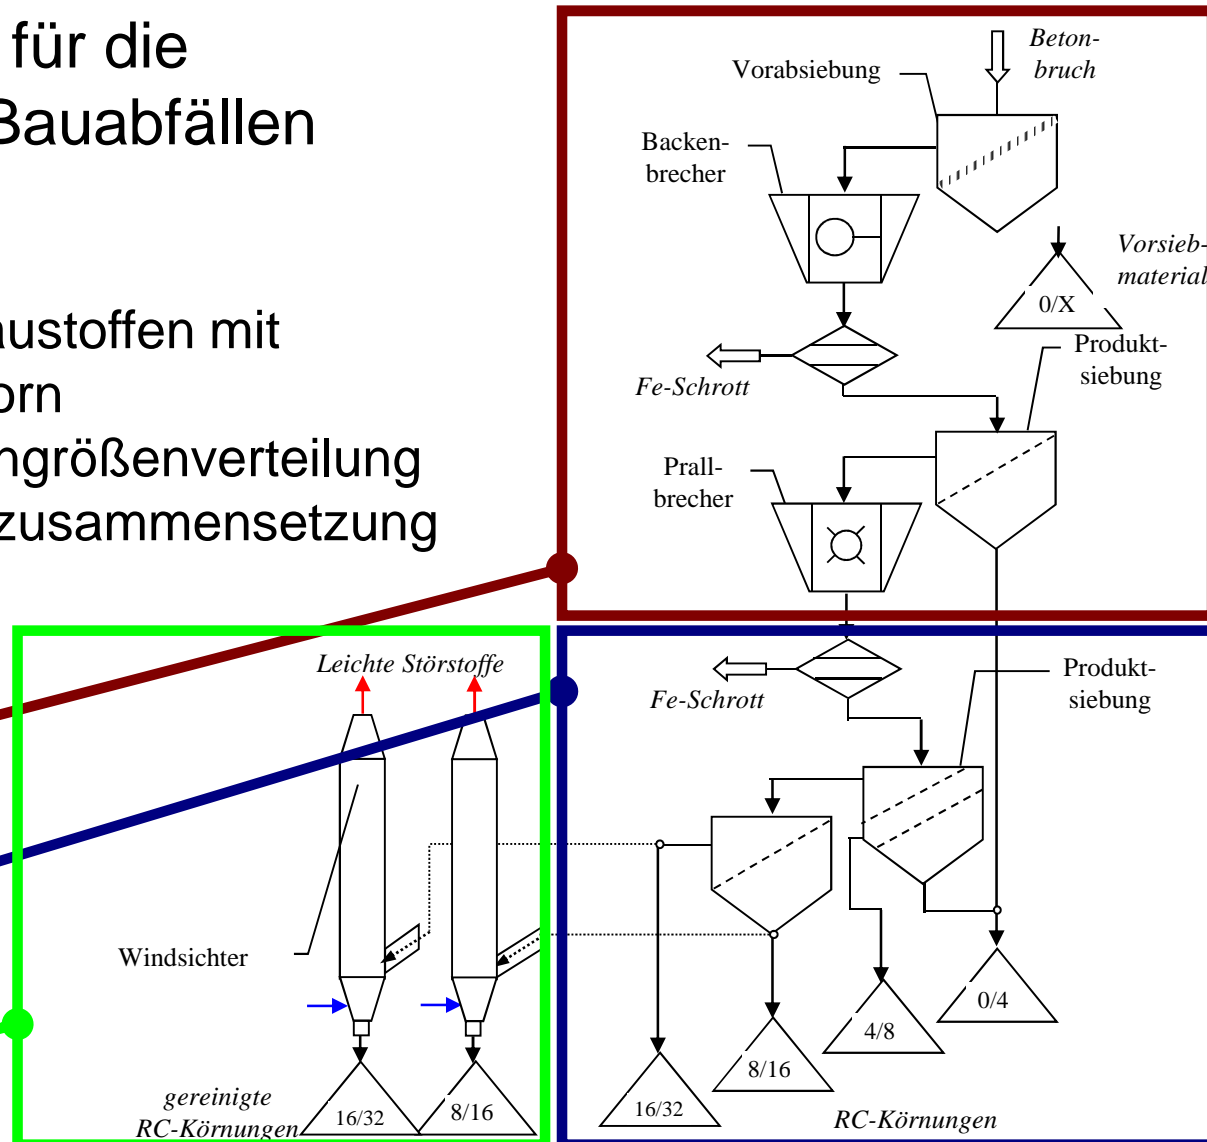 für die
Bauabfällen
austoffen mit
orn
ngrößenverteilung
zusammensetzung
Beton-
bruch
Vorabsiebung
Backen-
brecher
Vorsieb-
material
0/X
Produkt-
siebung
Fe-Schrott
Prall-
brecher
Leichte Störstoffe
Fe-Schrott
Produkt-
siebung
Windsichter
0/4
4/8
8/16
16/32
RC-Körnungen
gereinigte
RC-Körnungen
16/32
8/16